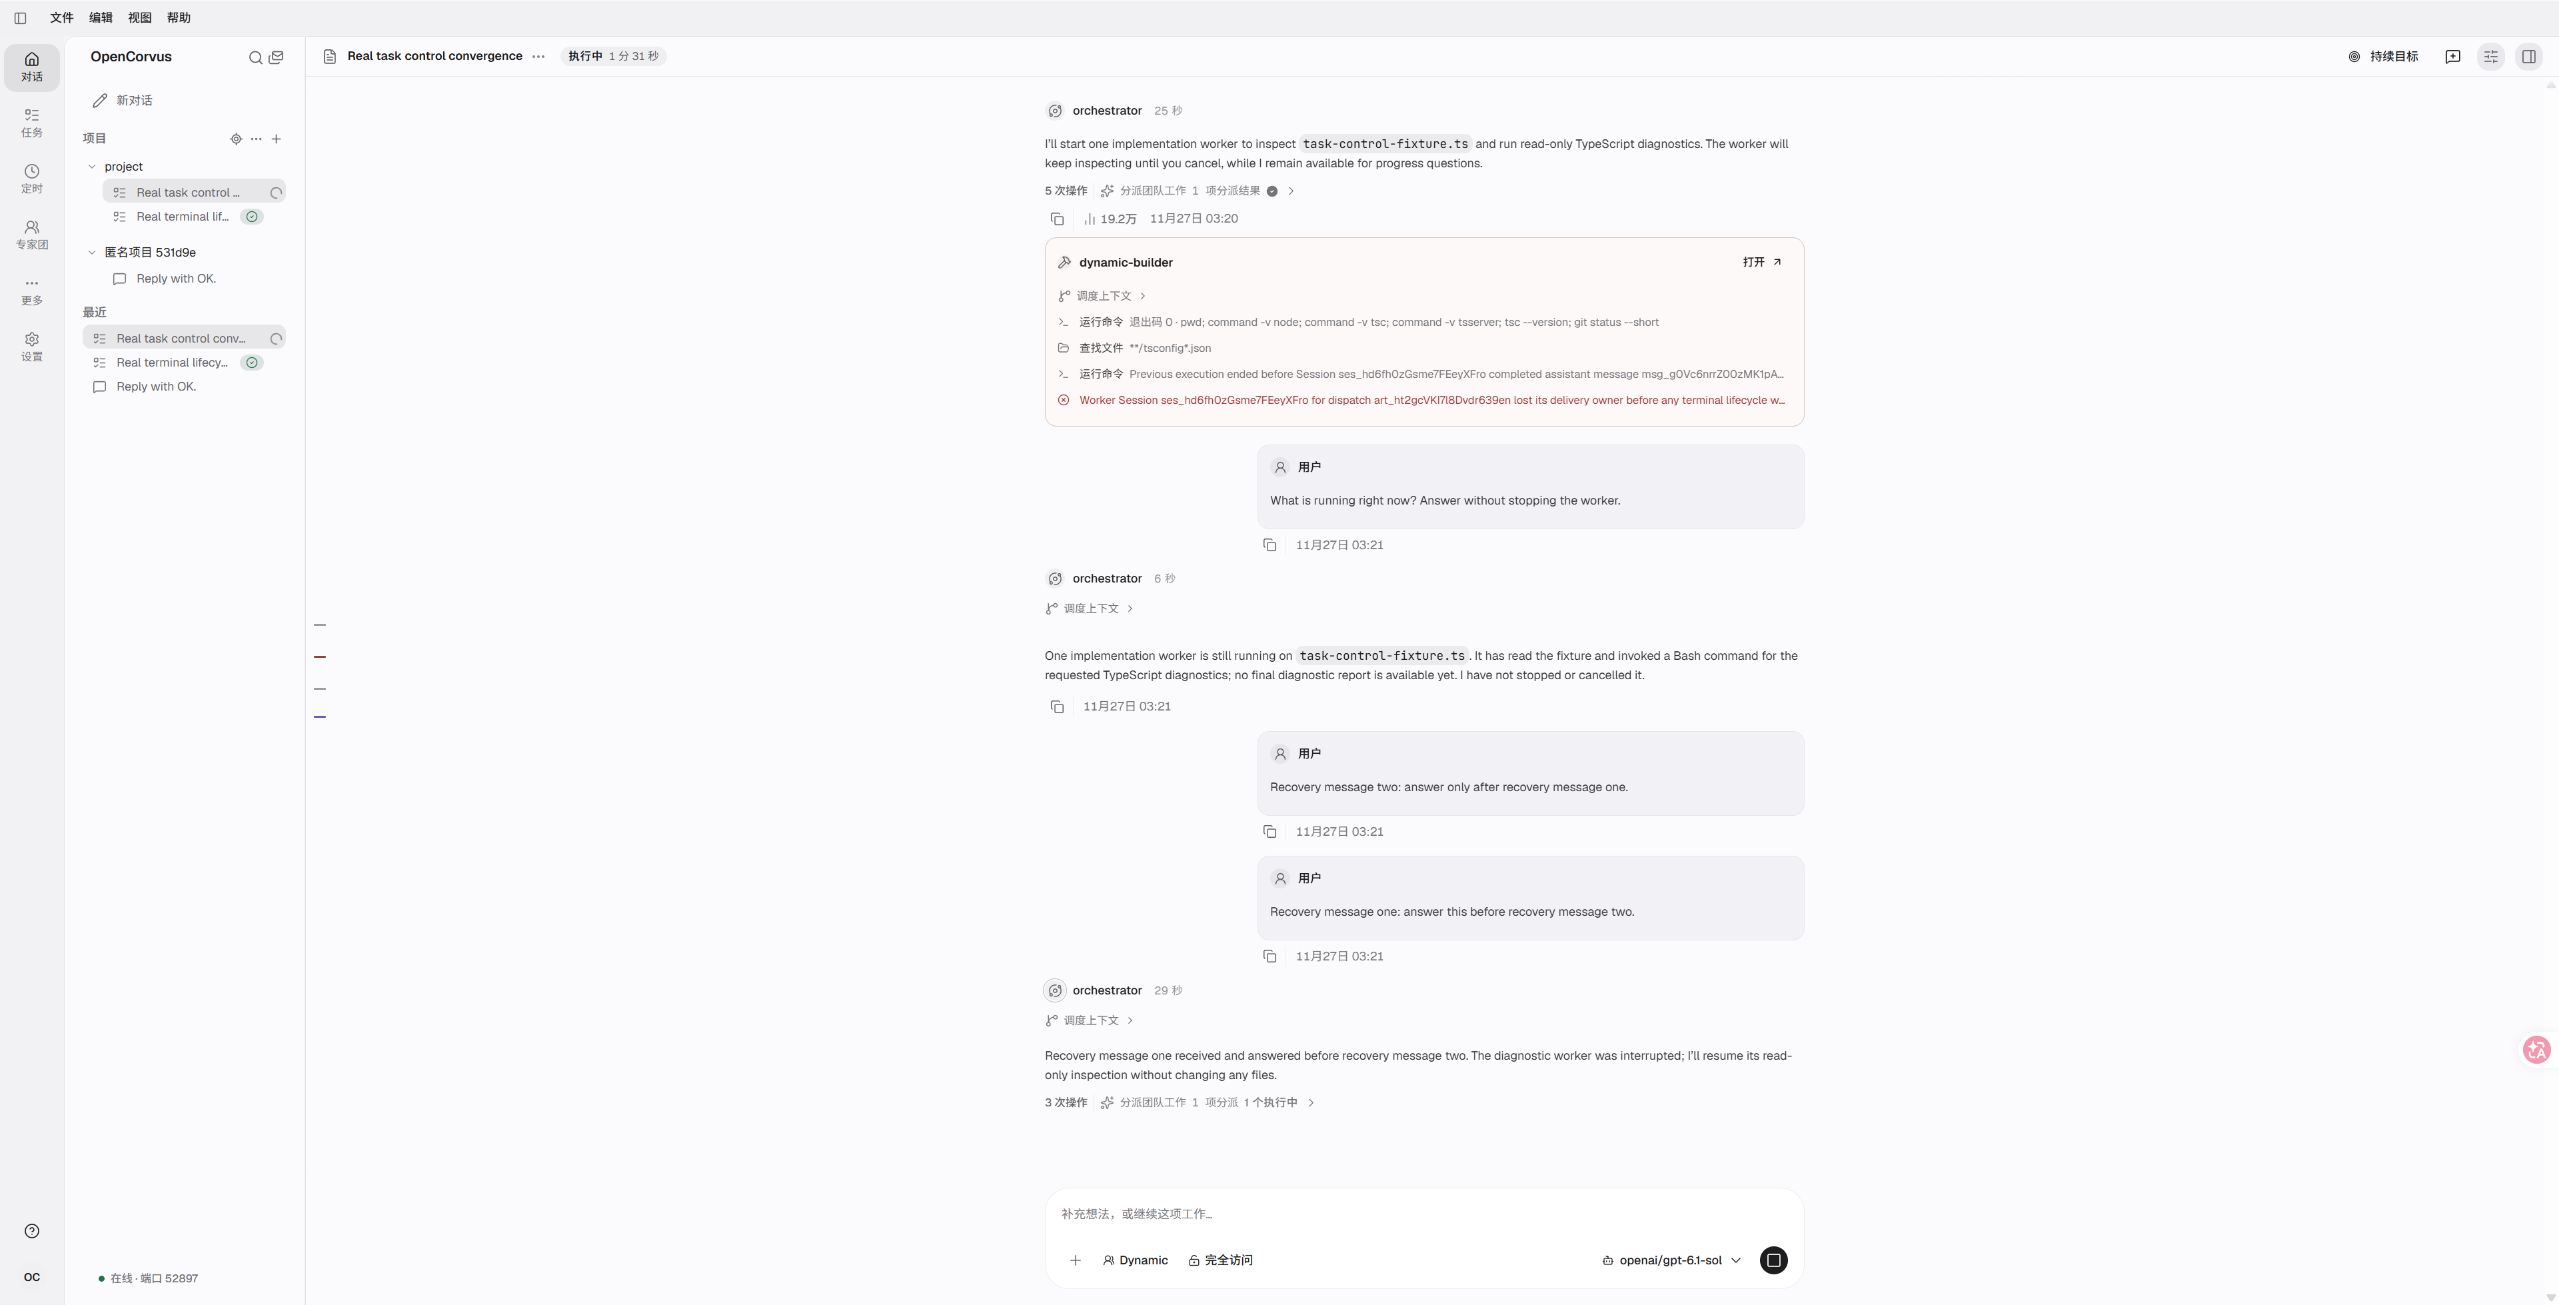 文件 编辑 视图 帮助
对话
任务
定时
专家团
更多
设置
OC
OpenCorvus
新对话
项目
project
Real task control ...
Real terminal lif...
匿名项目 531d9e
Reply with OK.
最近
Real task control conv...
Real terminal lifecy...
Reply with OK.
在线 · 端口 52897
Real task control convergence ··· 执行中 1 分 31 秒
持续目标
orchestrator 25 秒
I'll start one implementation worker to inspect task-control-fixture.ts and run read-only TypeScript diagnostics. The worker will
keep inspecting until you cancel, while I remain available for progress questions.
5 次操作 分派团队工作 1 项分派结果
19.2万 11月27日 03:20
dynamic-builder 打开
调度上下文
运行命令 退出码 0 · pwd; command -v node; command -v tsc; command -v tsserver; tsc --version; git status --short
查找文件 **/tsconfig*.json
运行命令 Previous execution ended before Session ses_hd6fh0zGsme7FEeyXFro completed assistant message msg_g0Vc6nrrZ0OzMK1pA...
Worker Session ses_hd6fh0zGsme7FEeyXFro for dispatch art_ht2gcVKI7l8Dvdr639en lost its delivery owner before any terminal lifecycle w...
用户
What is running right now? Answer without stopping the worker.
11月27日 03:21
orchestrator 6 秒
调度上下文
One implementation worker is still running on task-control-fixture.ts. It has read the fixture and invoked a Bash command for the
requested TypeScript diagnostics; no final diagnostic report is available yet. I have not stopped or cancelled it.
11月27日 03:21
用户
Recovery message two: answer only after recovery message one.
11月27日 03:21
用户
Recovery message one: answer this before recovery message two.
11月27日 03:21
orchestrator 29 秒
调度上下文
Recovery message one received and answered before recovery message two. The diagnostic worker was interrupted; I'll resume its read-
only inspection without changing any files.
3 次操作 分派团队工作 1 项分派 1 个执行中
补充想法，或继续这项工作...
Dynamic 完全访问 openai/gpt-6.1-sol